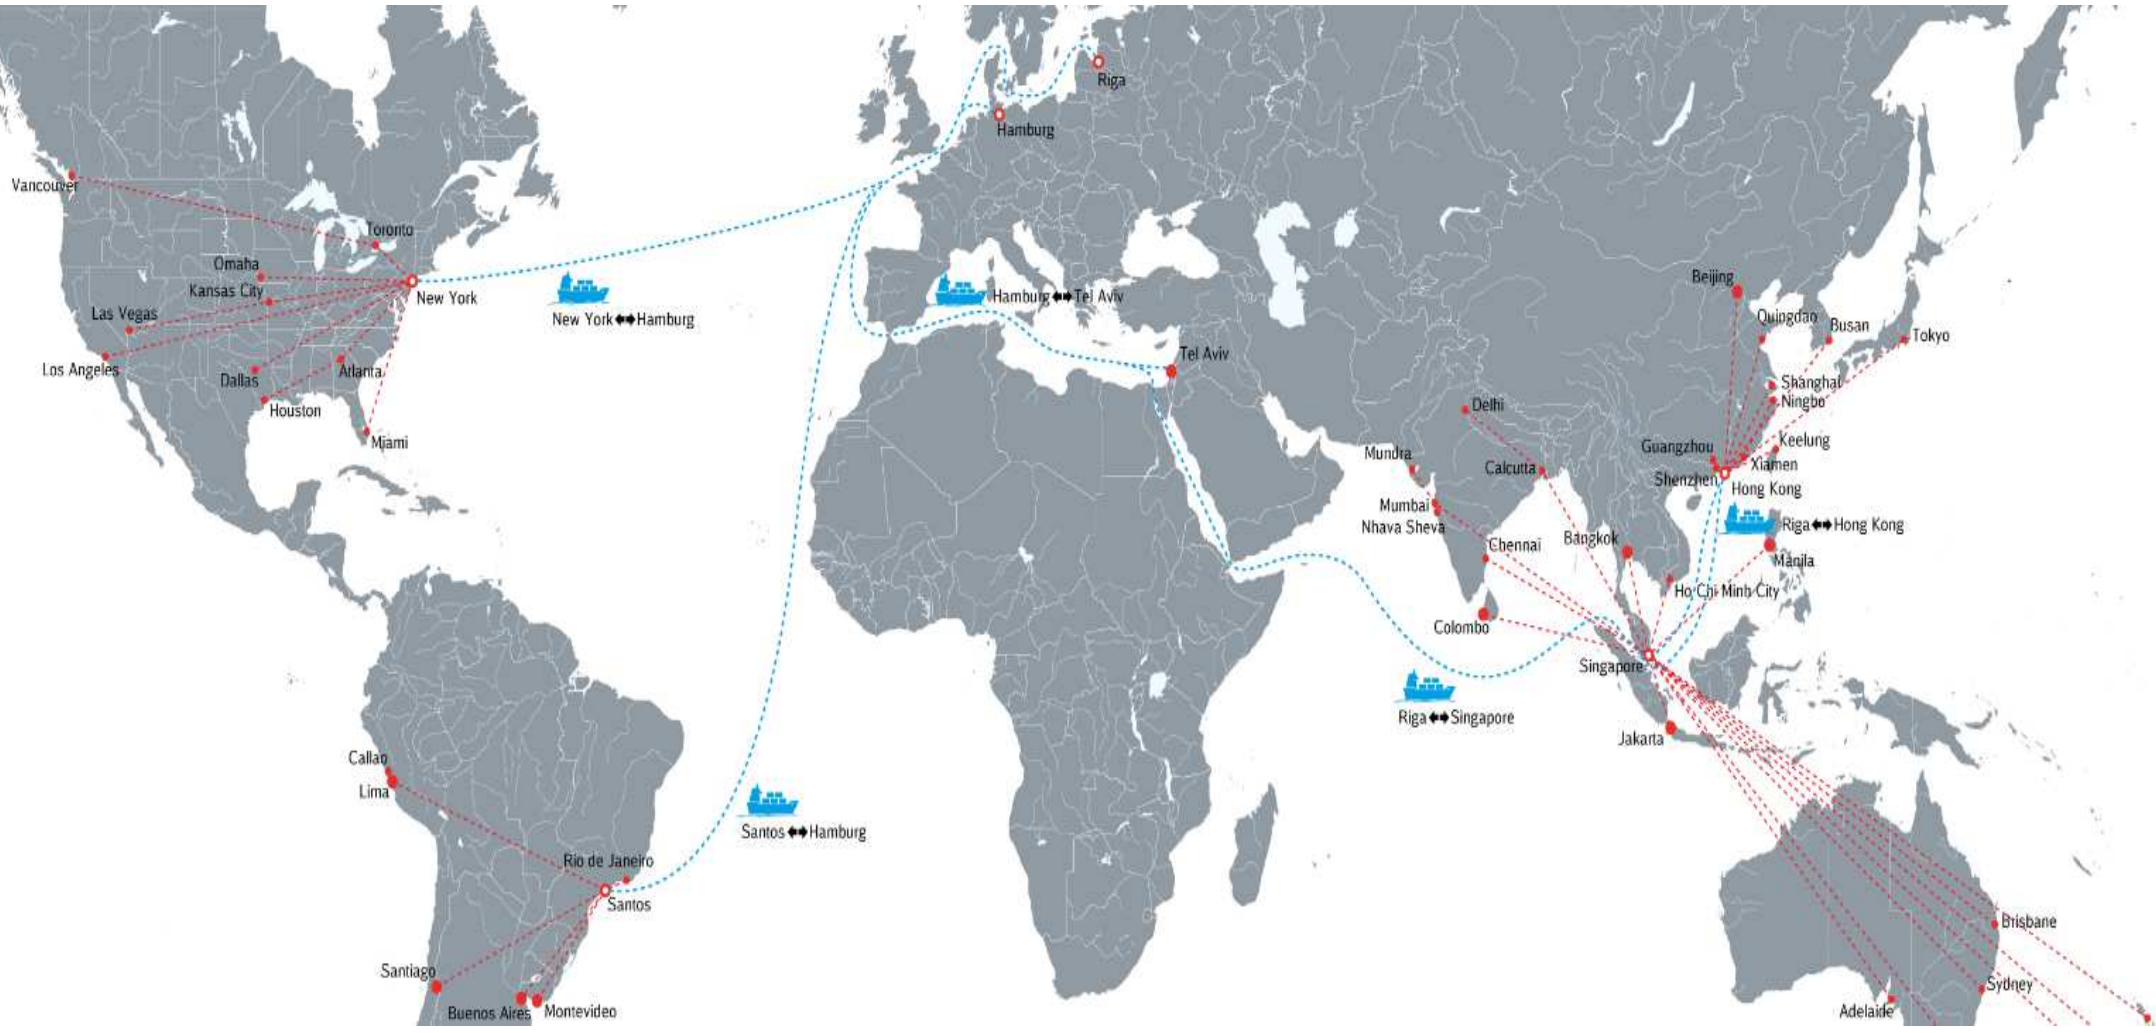 Riga
Hamburg
Vancouver
Toronto
Omaha
Kansas City
New York
Las Vegas
Los Angeles
Dallas
Atlanta
Houston
Miami
New York⬌Hamburg
Hamburg⬌Tel Aviv
Tel Aviv
Beijing
Quingdao
Busan
Tokyo
Shanghai
Ningbo
Delhi
Mundra
Calcutta
Guangzhou
Keelung
Xiamen
Shenzhen
Hong Kong
Mumbai
Nhava Sheva
Riga⬌Hong Kong
Chennai
Bangkok
Manila
Ho Chi Minh City
Colombo
Singapore
Riga⬌Singapore
Jakarta
Callao
Lima
Santos⬌Hamburg
Rio de Janeiro
Santos
Santiago
Buenos Aires
Montevideo
Brisbane
Sydney
Adelaide